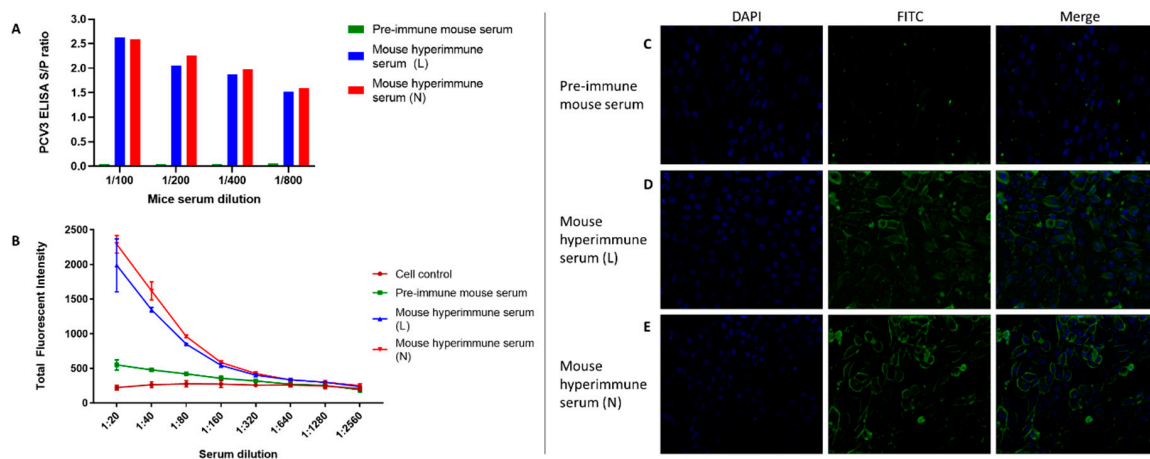 A
PCV3 ELISA S/P ratio
3.0
2.5
2.0
1.5
1.0
0.5
0.0
1/100 1/200 1/400 1/800
Mice serum dilution
Pre-immune mouse serum
Mouse hyperimmune
serum (L)
Mouse hyperimmune
serum (N)
B
Total Fluorescent Intensity
2500
2000
1500
1000
500
0
1:20 1:40 1:80 1:160 1:320 1:640 1:1280 1:2560
Serum dilution
Cell control
Pre-immune mouse serum
Mouse hyperimmune serum
(L)
Mouse hyperimmune serum
(N)
DAPI FITC Merge
C
Pre-immune
mouse serum
D
Mouse
hyperimmune
serum (L)
E
Mouse
hyperimmune
serum (N)